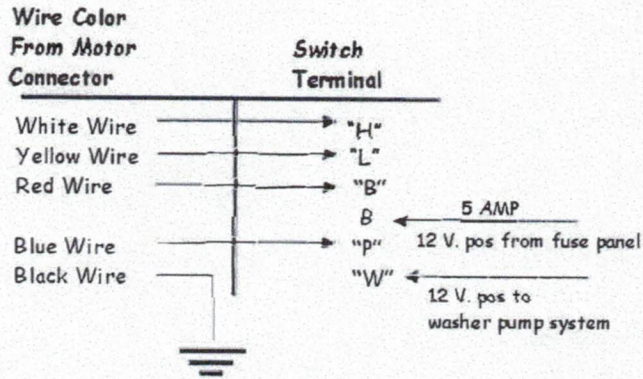 Wire Color
From Motor
Connector
Switch
Terminal
White Wire "H"
Yellow Wire "L"
Red Wire "B"
B 5 AMP
12 V. pos from fuse panel
Blue Wire "P"
Black Wire "W"
12 V. pos to
washer pump system